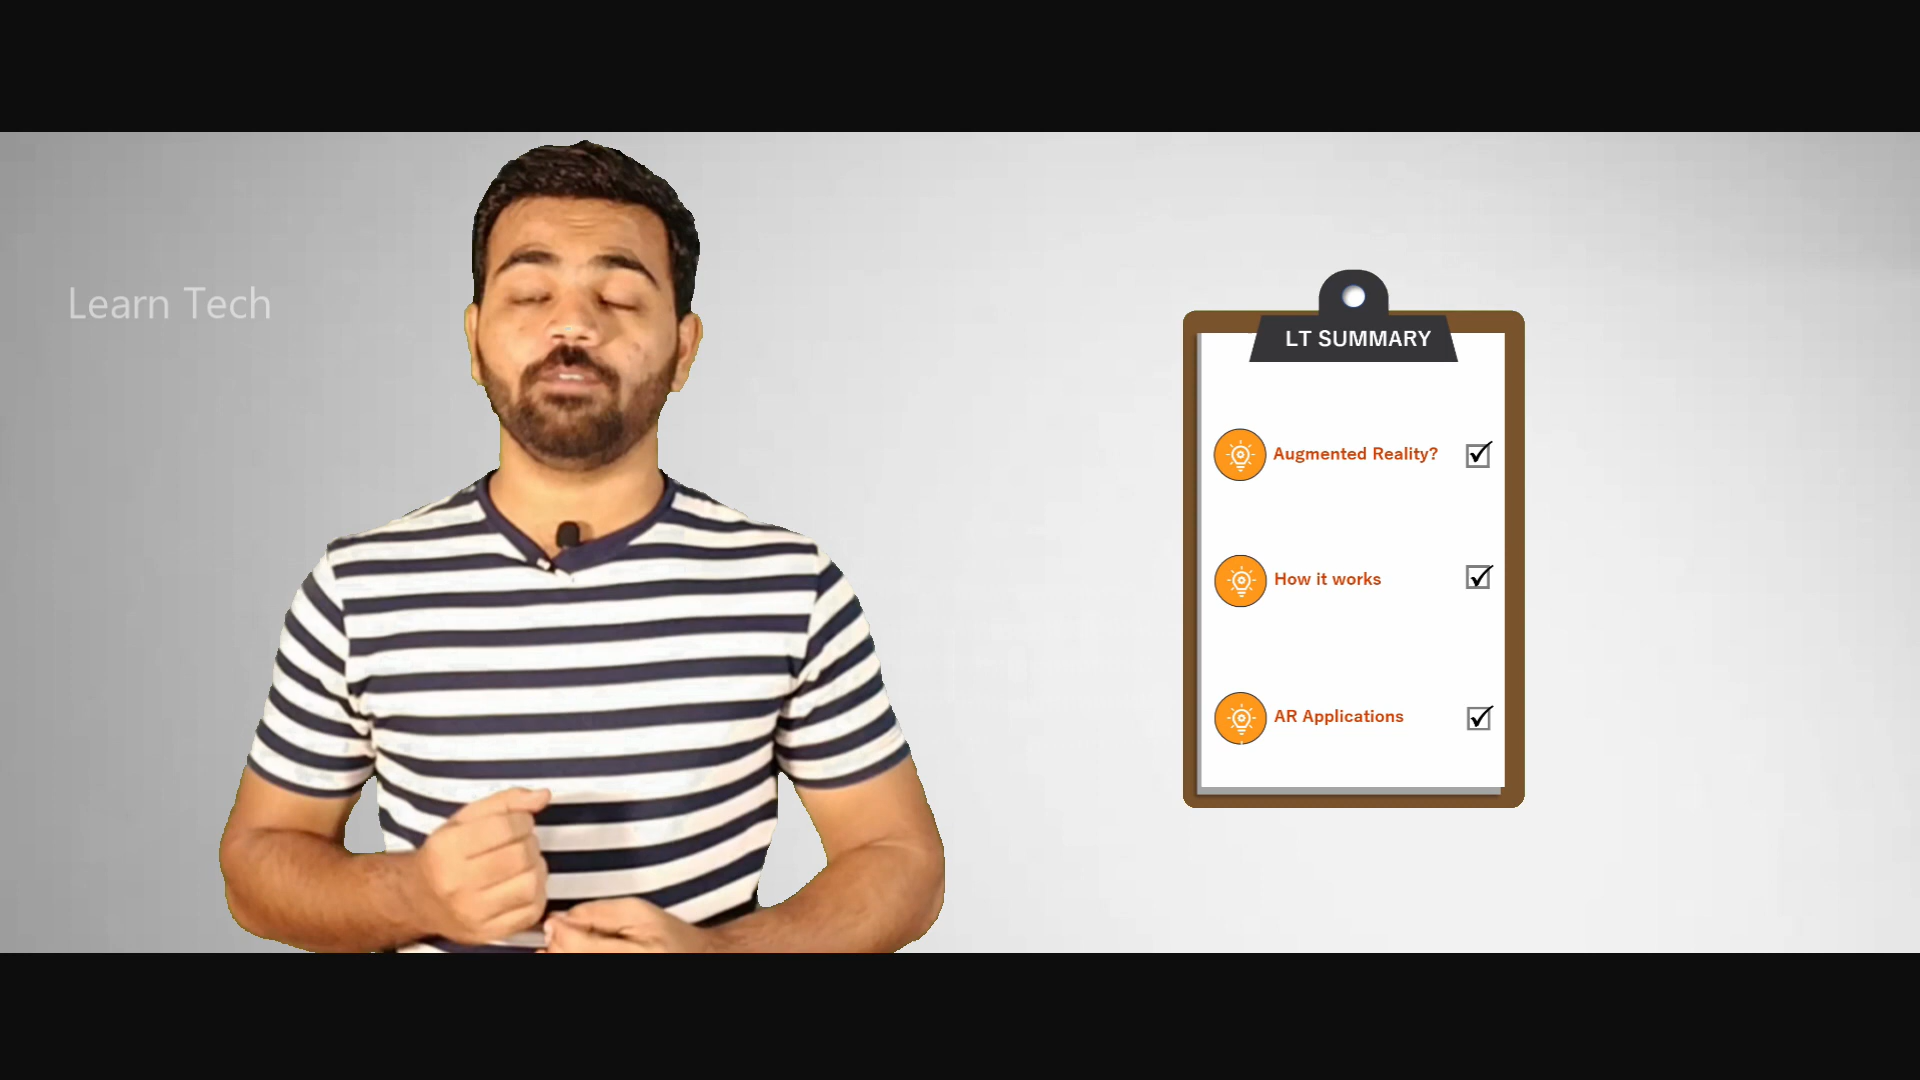 Learn Tech
LT SUMMARY
Augmented Reality?
How it works
AR Applications